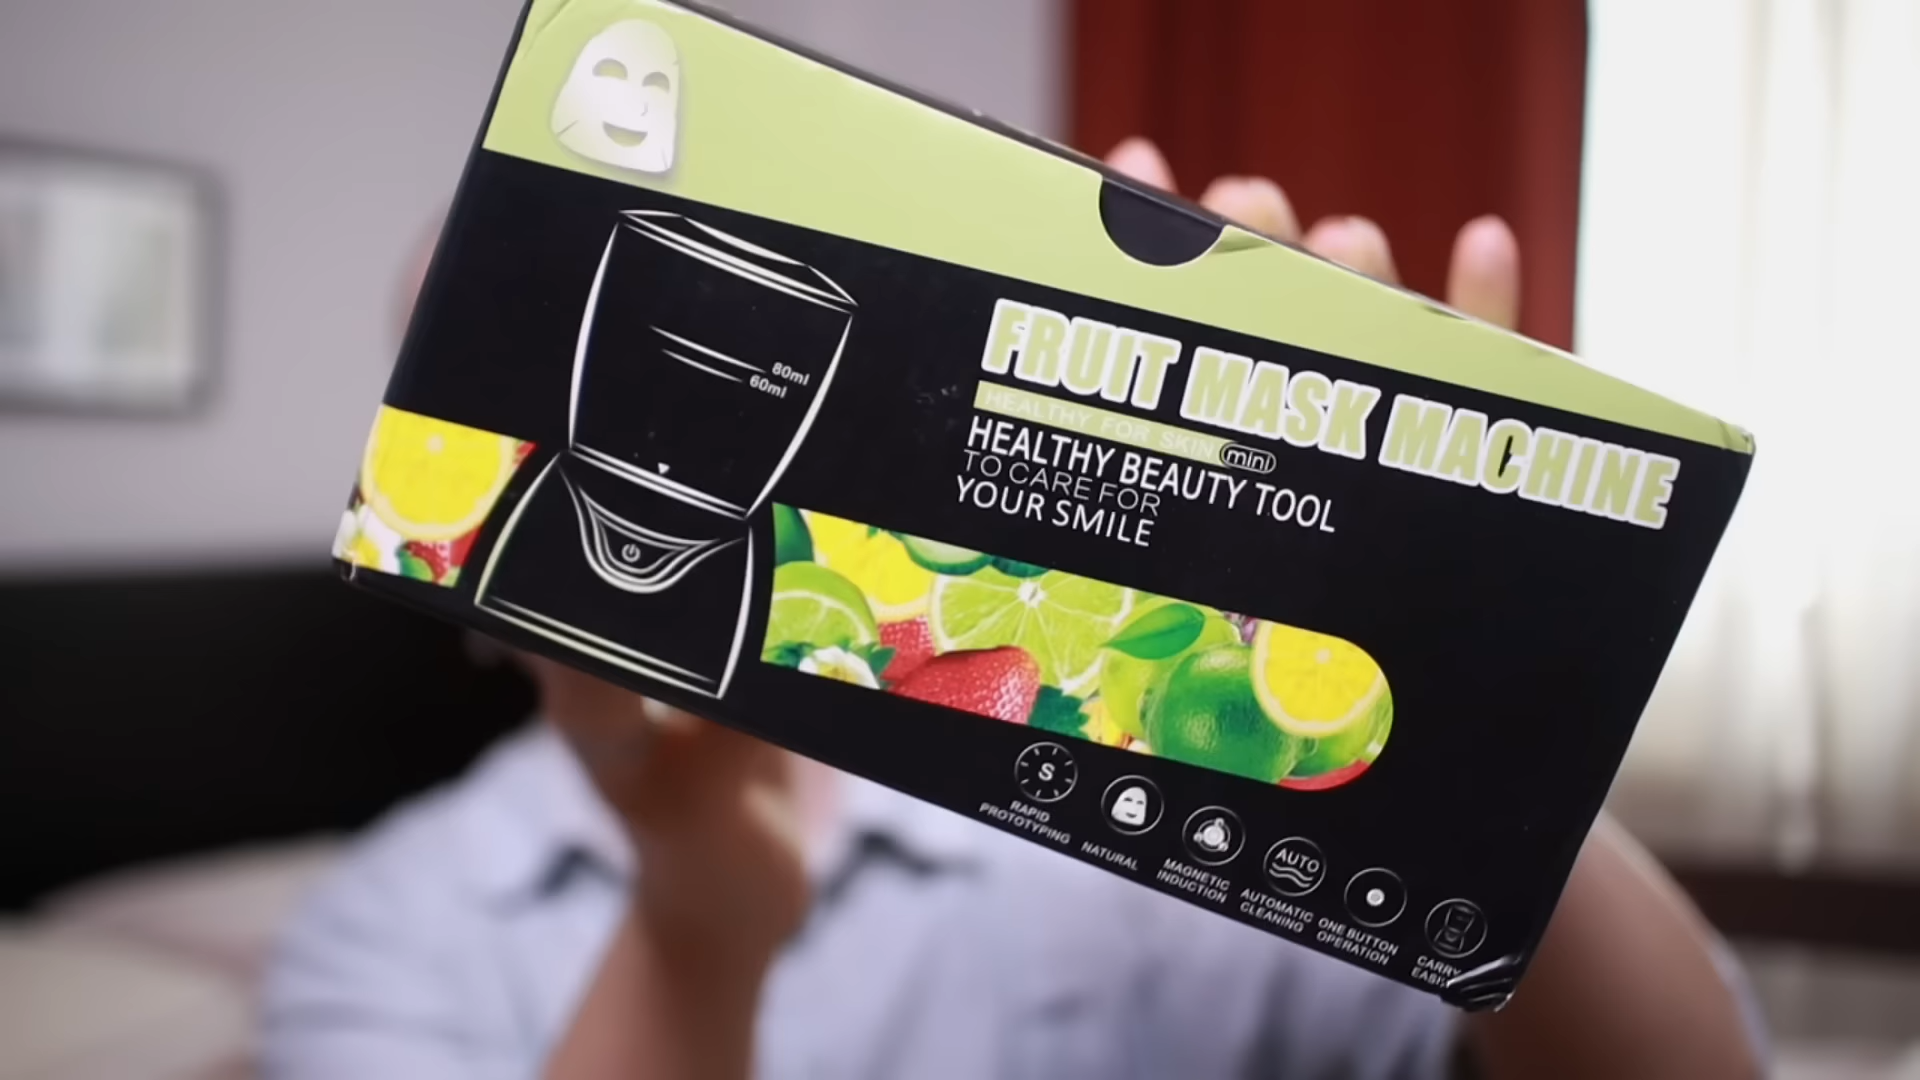 80ml
60ml
FRUIT MASK MACHINE
HEALTHY FOR SKIN mini
HEALTHY BEAUTY TOOL
TO CARE FOR
YOUR SMILE
S
RAPID
PROTOTYPING
NATURAL
MAGNETIC
INDUCTION
AUTO
AUTOMATIC
CLEANING
ONE BUTTON
OPERATION
CARRY